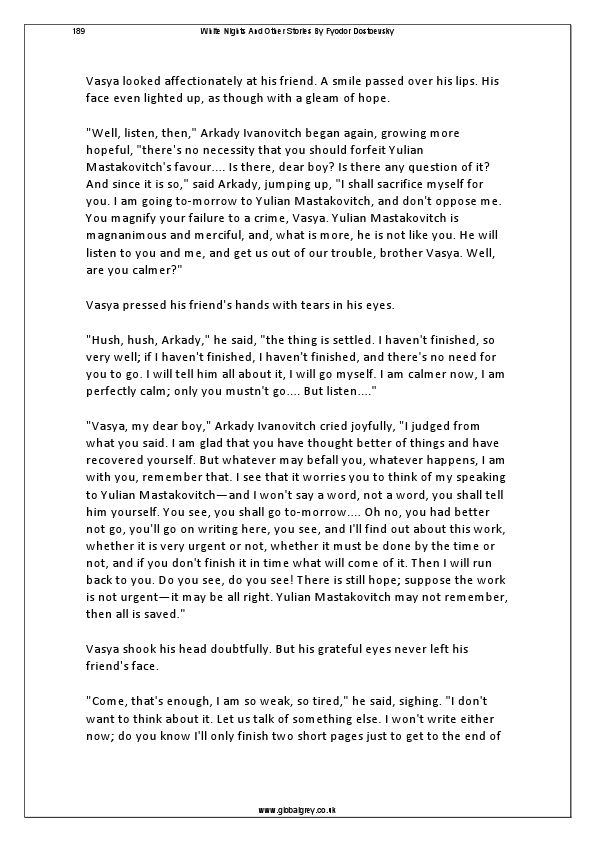 189 White Nights And Other Stories By Fyodor Dostoevsky
Vasya looked affectionately at his friend. A smile passed over his lips. His
face even lighted up, as though with a gleam of hope.
"Well, listen, then," Arkady Ivanovitch began again, growing more
hopeful, "there's no necessity that you should forfeit Yulian
Mastakovitch's favour.... Is there, dear boy? Is there any question of it?
And since it is so," said Arkady, jumping up, "I shall sacrifice myself for
you. I am going to-morrow to Yulian Mastakovitch, and don't oppose me.
You magnify your failure to a crime, Vasya. Yulian Mastakovitch is
magnanimous and merciful, and, what is more, he is not like you. He will
listen to you and me, and get us out of our trouble, brother Vasya. Well,
are you calmer?"
Vasya pressed his friend's hands with tears in his eyes.
"Hush, hush, Arkady," he said, "the thing is settled. I haven't finished, so
very well; if I haven't finished, I haven't finished, and there's no need for
you to go. I will tell him all about it, I will go myself. I am calmer now, I am
perfectly calm; only you mustn't go.... But listen...."
"Vasya, my dear boy," Arkady Ivanovitch cried joyfully, "I judged from
what you said. I am glad that you have thought better of things and have
recovered yourself. But whatever may befall you, whatever happens, I am
with you, remember that. I see that it worries you to think of my speaking
to Yulian Mastakovitch—and I won't say a word, not a word, you shall tell
him yourself. You see, you shall go to-morrow.... Oh no, you had better
not go, you'll go on writing here, you see, and I'll find out about this work,
whether it is very urgent or not, whether it must be done by the time or
not, and if you don't finish it in time what will come of it. Then I will run
back to you. Do you see, do you see! There is still hope; suppose the work
is not urgent—it may be all right. Yulian Mastakovitch may not remember,
then all is saved."
Vasya shook his head doubtfully. But his grateful eyes never left his
friend's face.
"Come, that's enough, I am so weak, so tired," he said, sighing. "I don't
want to think about it. Let us talk of something else. I won't write either
now; do you know I'll only finish two short pages just to get to the end of
www.globalgrey.co.uk